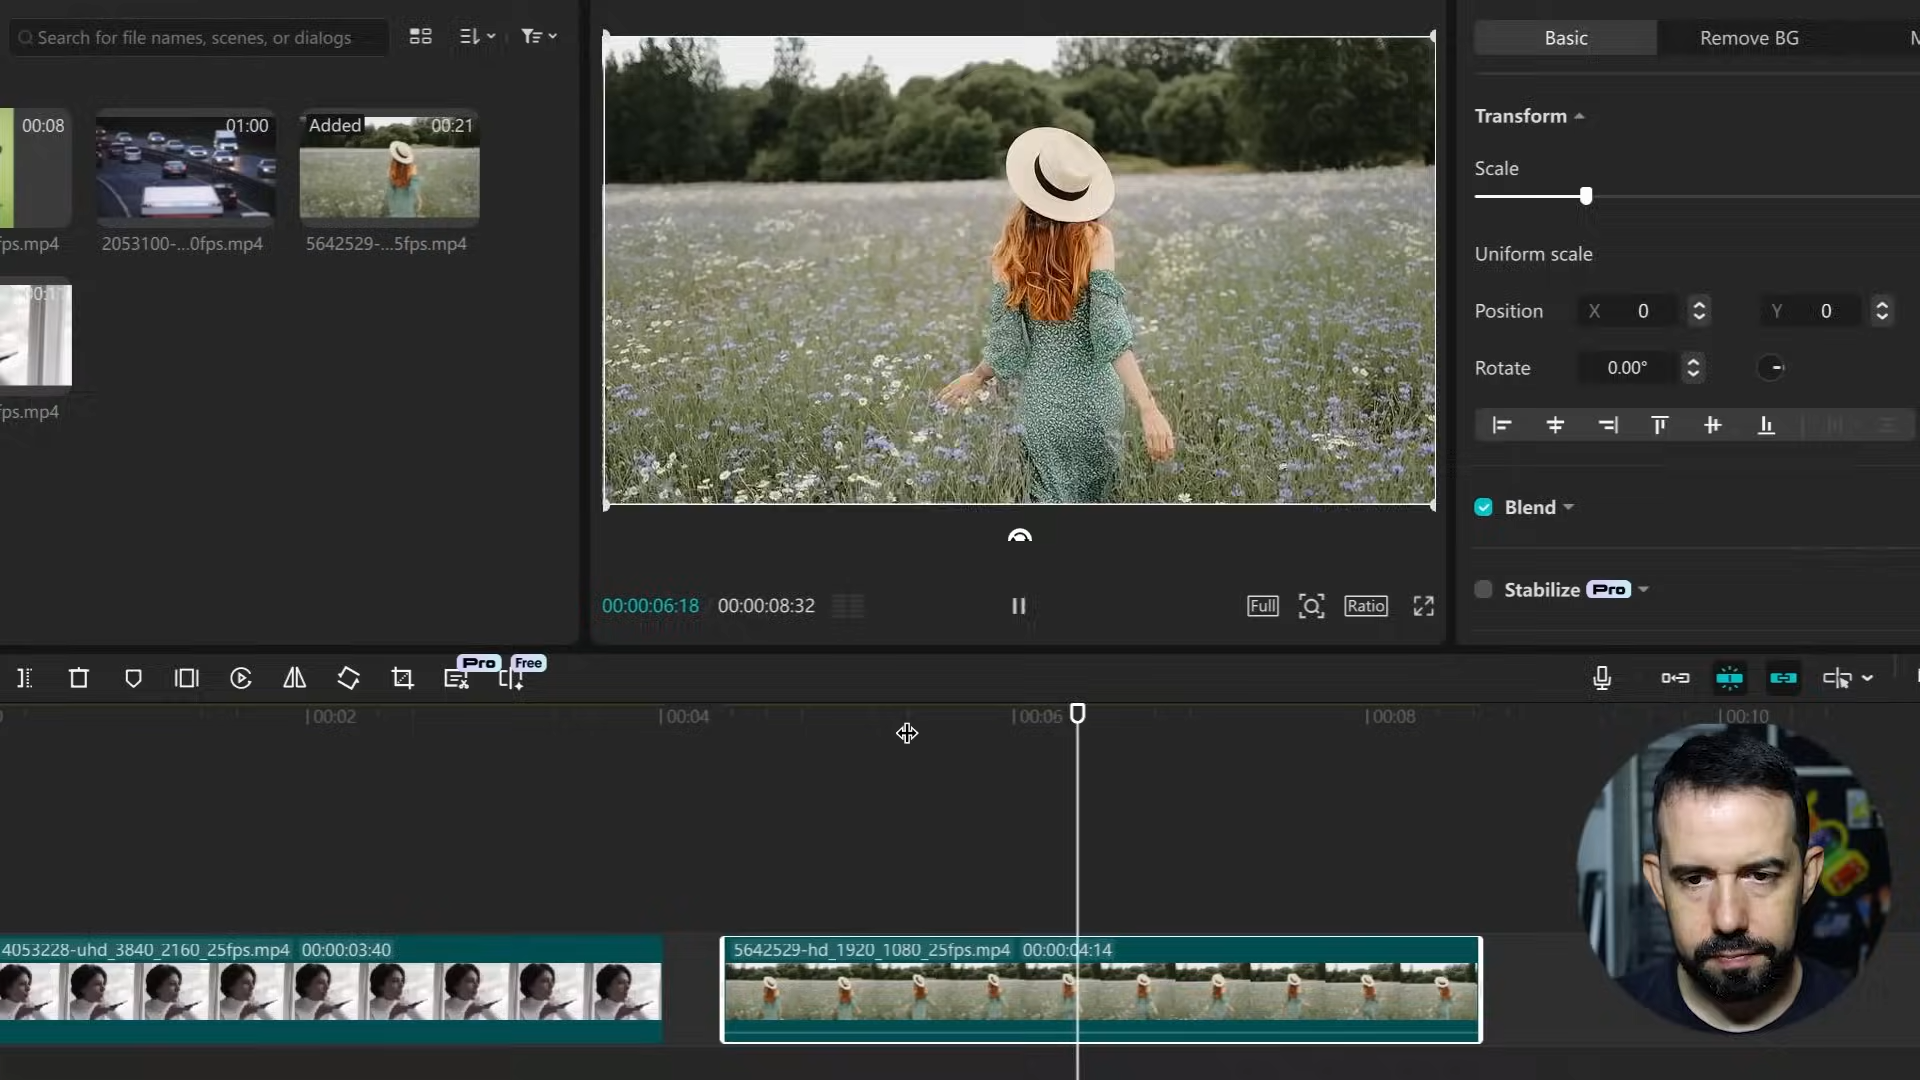 Search for file names, scenes, or dialogs
00:08
01:00
Added 00:21
fps.mp4
2053100-...0fps.mp4
5642529-...5fps.mp4
fps.mp4
Basic
Remove BG
Transform
Scale
Uniform scale
Position X 0 Y 0
Rotate 0.00°
Blend
Stabilize Pro
00:00:06:18 00:00:08:32
Full
Ratio
Pro Free
00:02
00:04
00:06
00:08
00:10
4053228-uhd_3840_2160_25fps.mp4 00:00:03:40
5642529-hd_1920_1080_25fps.mp4 00:00:04:14